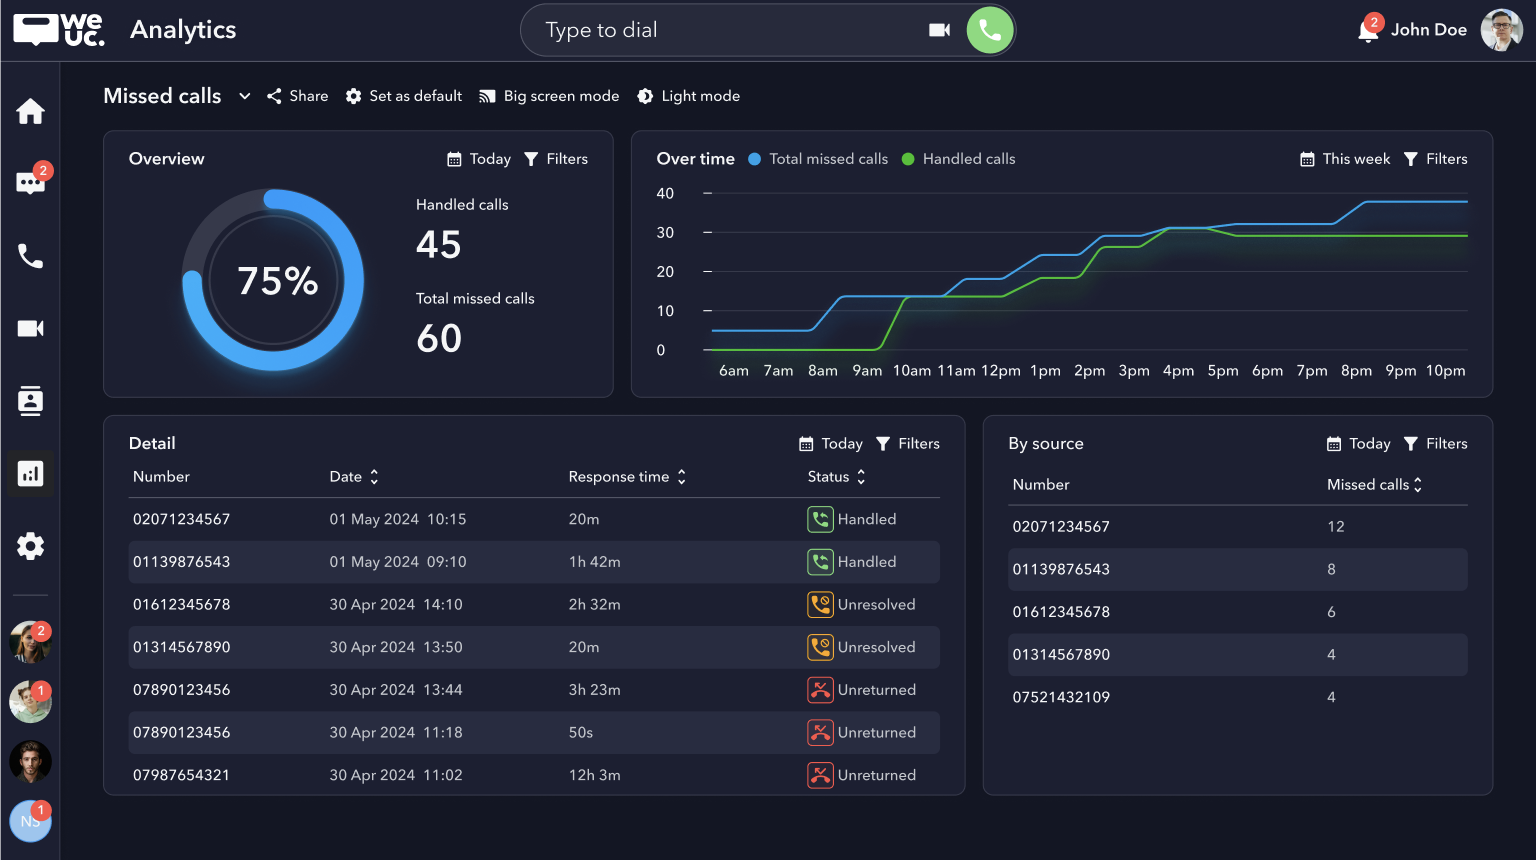 we uc.
Analytics
Type to dial
2
John Doe
Missed calls
Share
Set as default
Big screen mode
Light mode
2
Overview
Today
Filters
75%
Handled calls
45
Total missed calls
60
Over time
Total missed calls
Handled calls
This week
Filters
40
30
20
10
0
6am 7am 8am 9am 10am 11am 12pm 1pm 2pm 3pm 4pm 5pm 6pm 7pm 8pm 9pm 10pm
Detail
Today
Filters
Number Date Response time Status
02071234567 01 May 2024 10:15 20m Handled
01139876543 01 May 2024 09:10 1h 42m Handled
01612345678 30 Apr 2024 14:10 2h 32m Unresolved
01314567890 30 Apr 2024 13:50 20m Unresolved
07890123456 30 Apr 2024 13:44 3h 23m Unreturned
07890123456 30 Apr 2024 11:18 50s Unreturned
07987654321 30 Apr 2024 11:02 12h 3m Unreturned
By source
Today
Filters
Number Missed calls
02071234567 12
01139876543 8
01612345678 6
01314567890 4
07521432109 4
2
1
1
NS